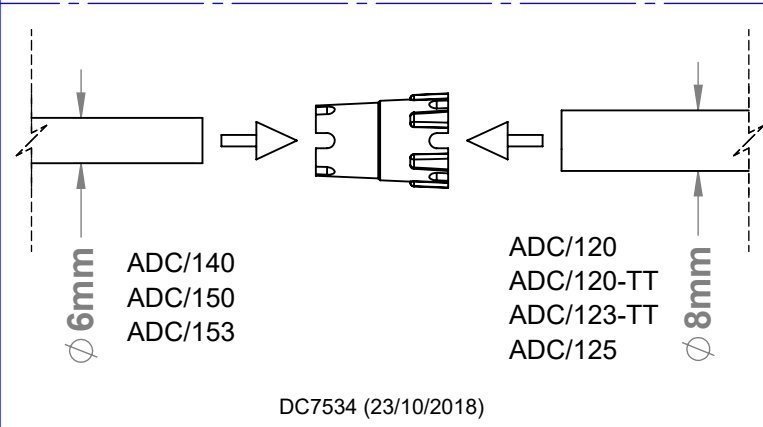 Ø 6mm
ADC/140
ADC/150
ADC/153
ADC/120
ADC/120-TT
ADC/123-TT
ADC/125
Ø 8mm
DC7534 (23/10/2018)